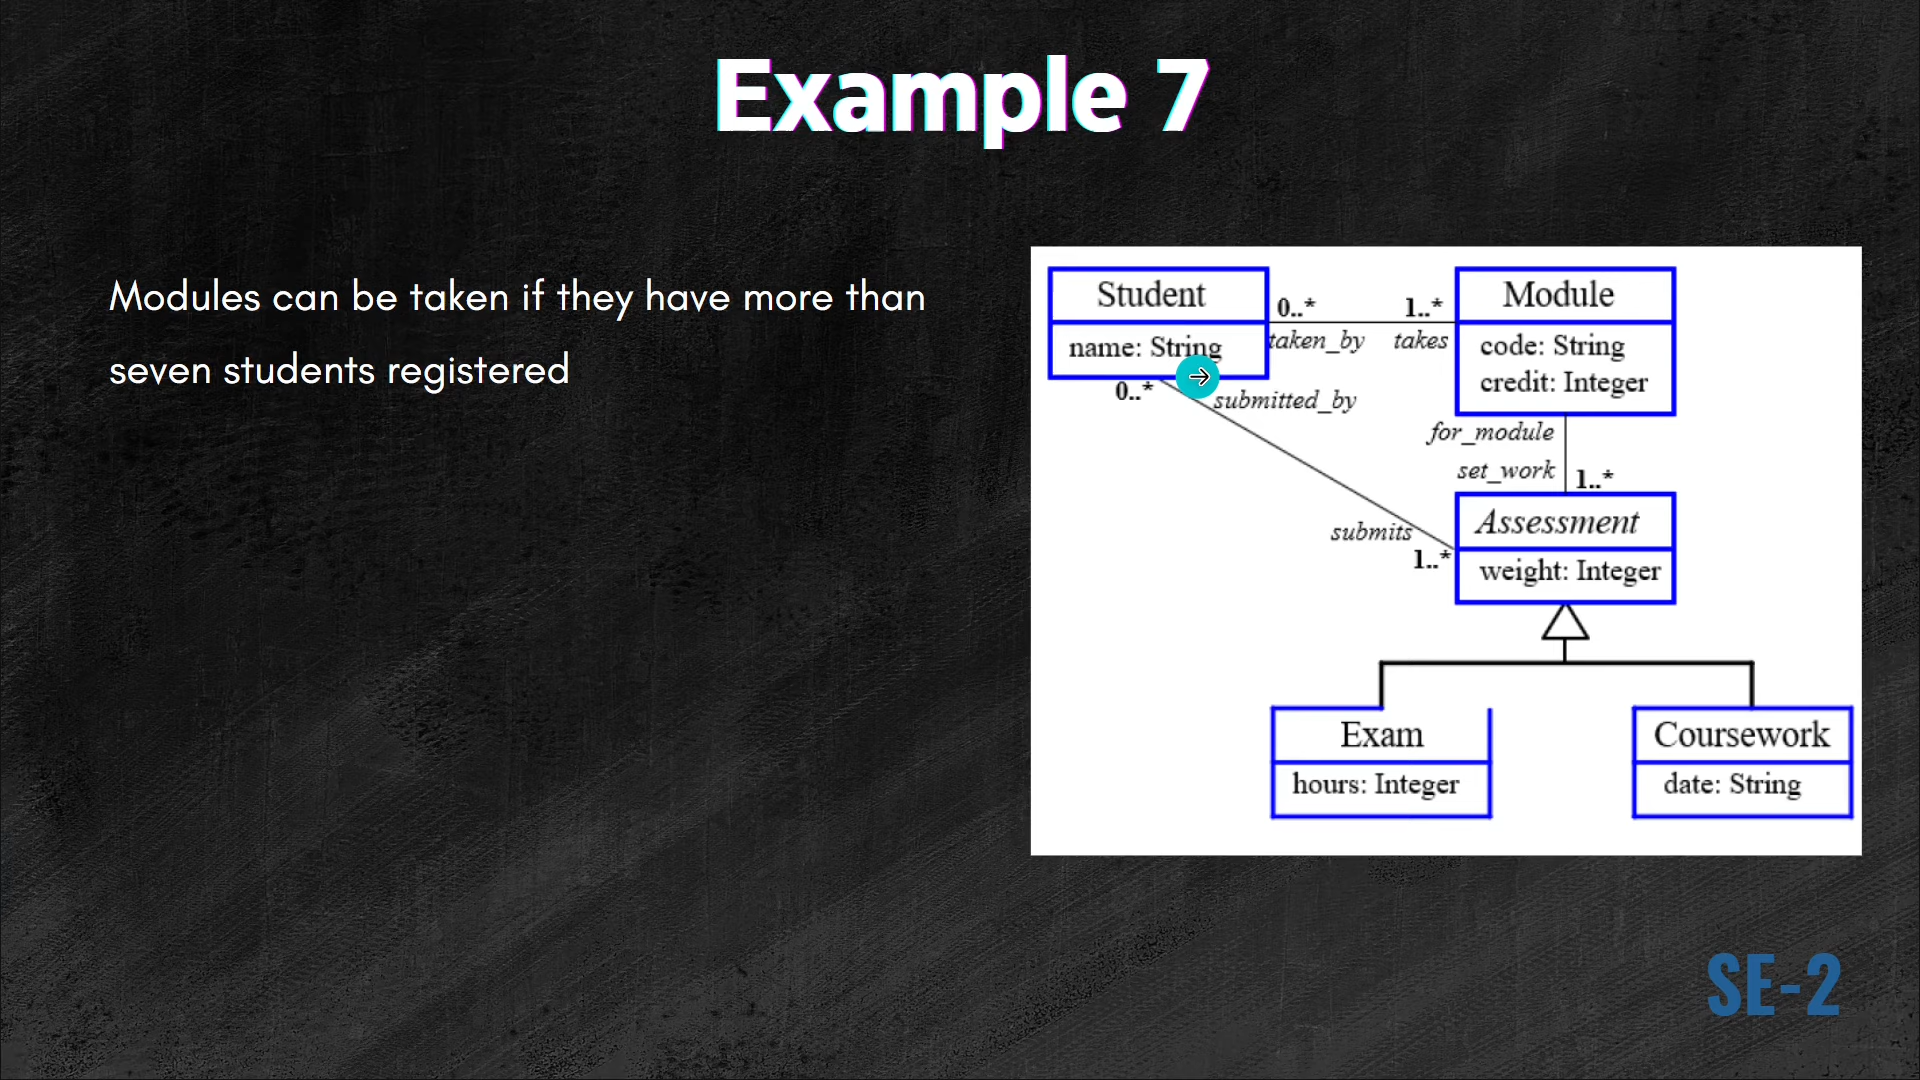 Example 7
Modules can be taken if they have more than
seven students registered
Student
name: String
0..*
1..*
taken_by
takes
Module
code: String
credit: Integer
0..*
submitted_by
for_module
set_work
1..*
submits
1..*
Assessment
weight: Integer
Exam
hours: Integer
Coursework
date: String
SE-2